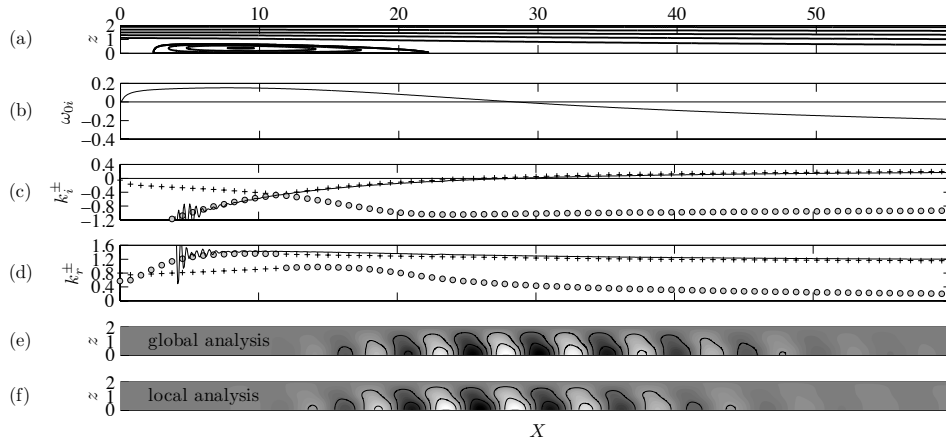 0 10 20 30 40 50
(a) z 2 1 0
(b) ω0i 0.2 0 −0.2 −0.4
(c) k±i 0.4 0 −0.4 −0.8 −1.2
(d) k±r 1.6 1.2 0.8 0.4 0
(e) z 2 0 global analysis
(f) z 2 0 local analysis
X